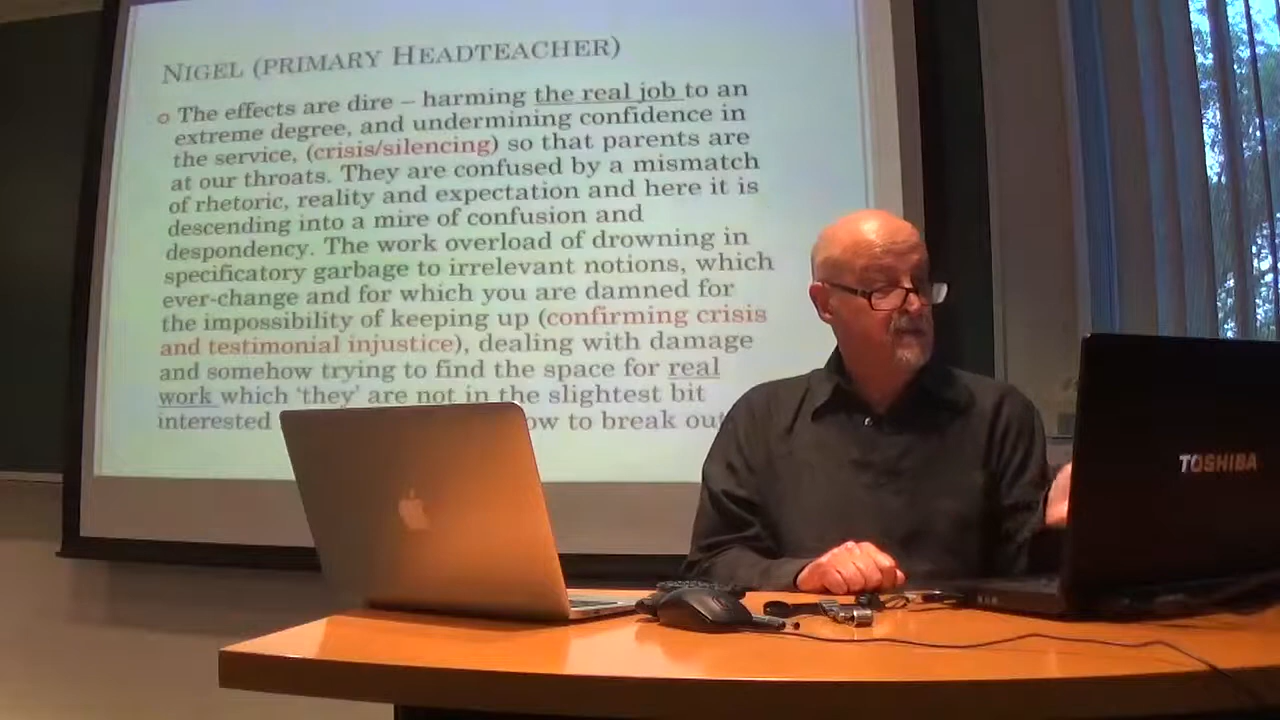 NIGEL (PRIMARY HEADTEACHER)
The effects are dire – harming the real job to an
extreme degree, and undermining confidence in
the service, (crisis/silencing) so that parents are
at our throats. They are confused by a mismatch
of rhetoric, reality and expectation and here it is
descending into a mire of confusion and
despondency. The work overload of drowning in
specificatory garbage to irrelevant notions, which
ever-change and for which you are damned for
the impossibility of keeping up (confirming crisis
and testimonial injustice), dealing with damage
and somehow trying to find the space for real
work which 'they' are not in the slightest bit
interested to break out
TOSHIBA